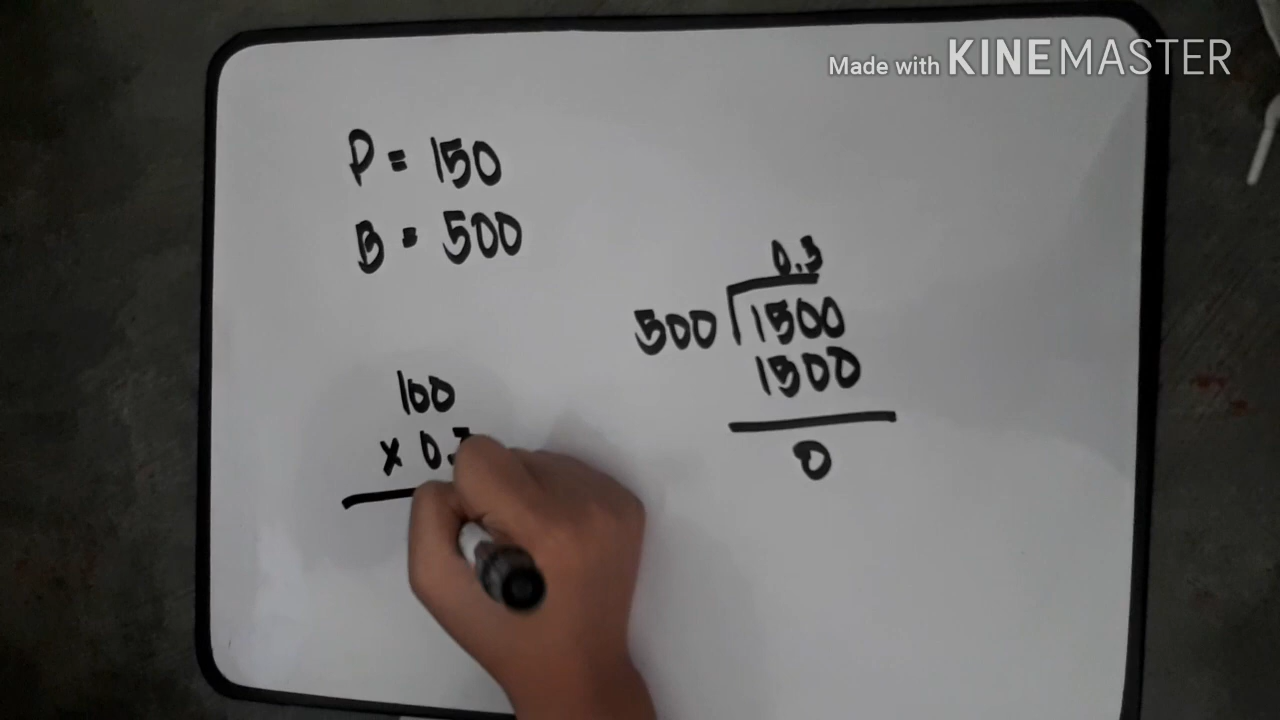 Made with KINEMASTER
P = 150
B = 500
0.3
500 1500
1500
0
100
x 0.